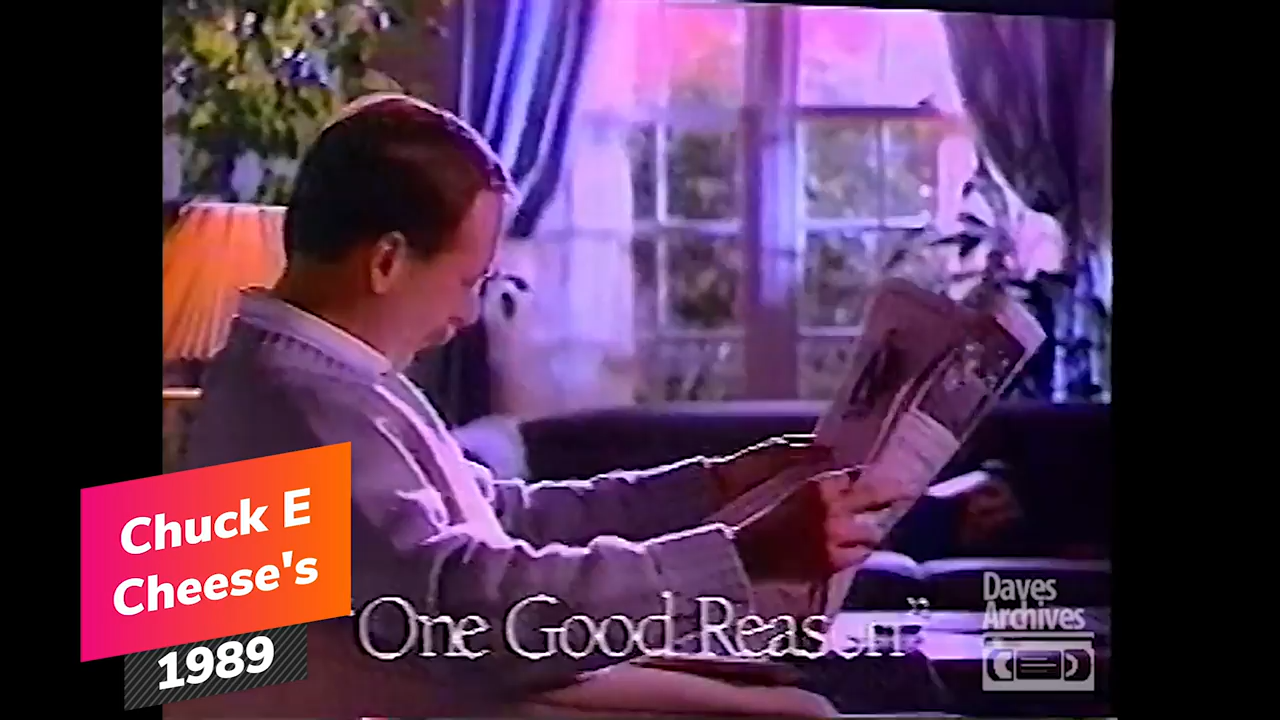 Chuck E
Cheese's
1989
"One Good Reason"
Daves
Archives